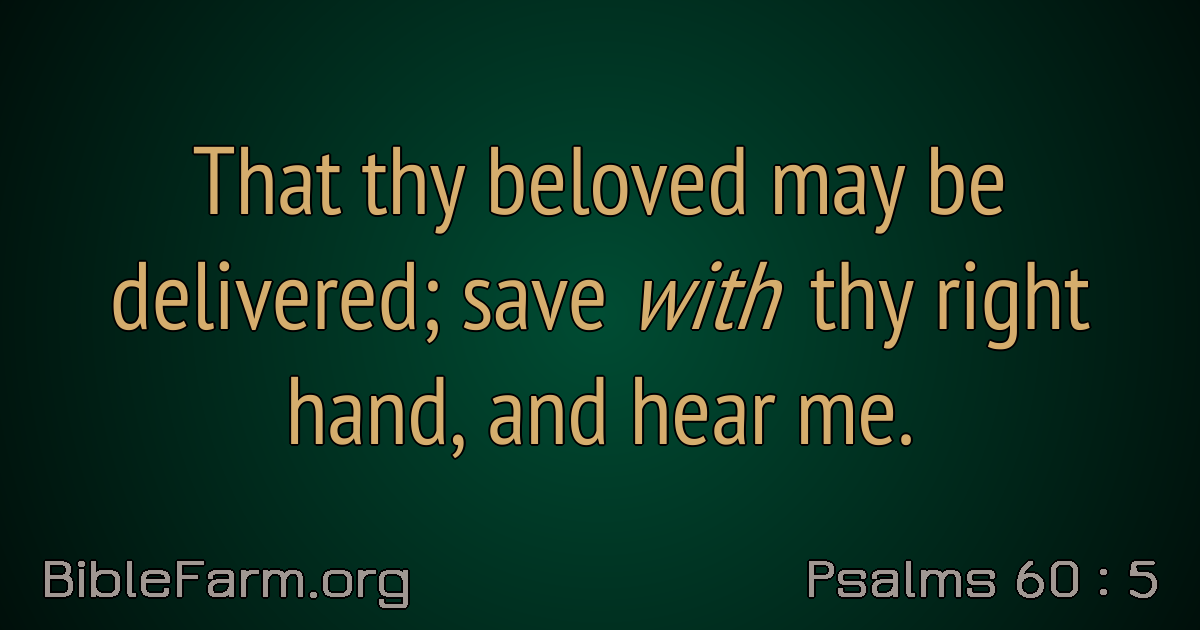 That thy beloved may be
delivered; save with thy right
hand, and hear me.
BibleFarm.org
Psalms 60 : 5